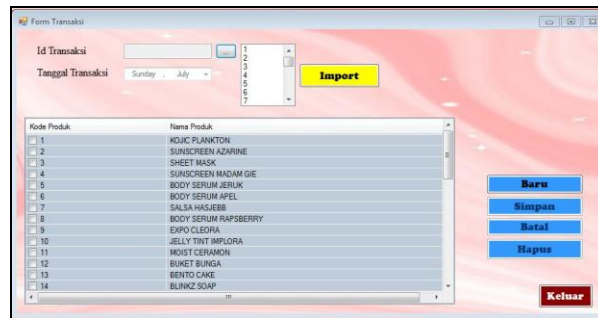 Form Transaksi
Id Transaksi
...
1
2
3
4
5
6
7
Tanggal Transaksi
Sunday , July
Import
Kode Produk Nama Produk
1 KOJIC PLANKTON
2 SUNSCREEN AZARINE
3 SHEET MASK
4 SUNSCREEN MADAM GIE
5 BODY SERUM JERUK
6 BODY SERUM APEL
7 SALSA HASJEBB
8 BODY SERUM RAPSBERRY
9 EXPO CLEORA
10 JELLY TINT IMPLORA
11 MOIST CERAMON
12 BUKET BUNGA
13 BENTO CAKE
14 BLINKZ SOAP
Baru
Simpan
Batal
Hapus
Keluar